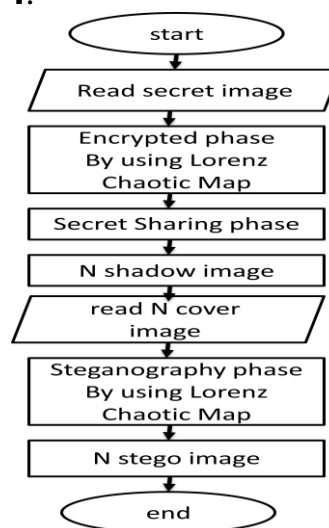 start
Read secret image
Encrypted phase
By using Lorenz
Chaotic Map
Secret Sharing phase
N shadow image
read N cover
image
Steganography phase
By using Lorenz
Chaotic Map
N stego image
end